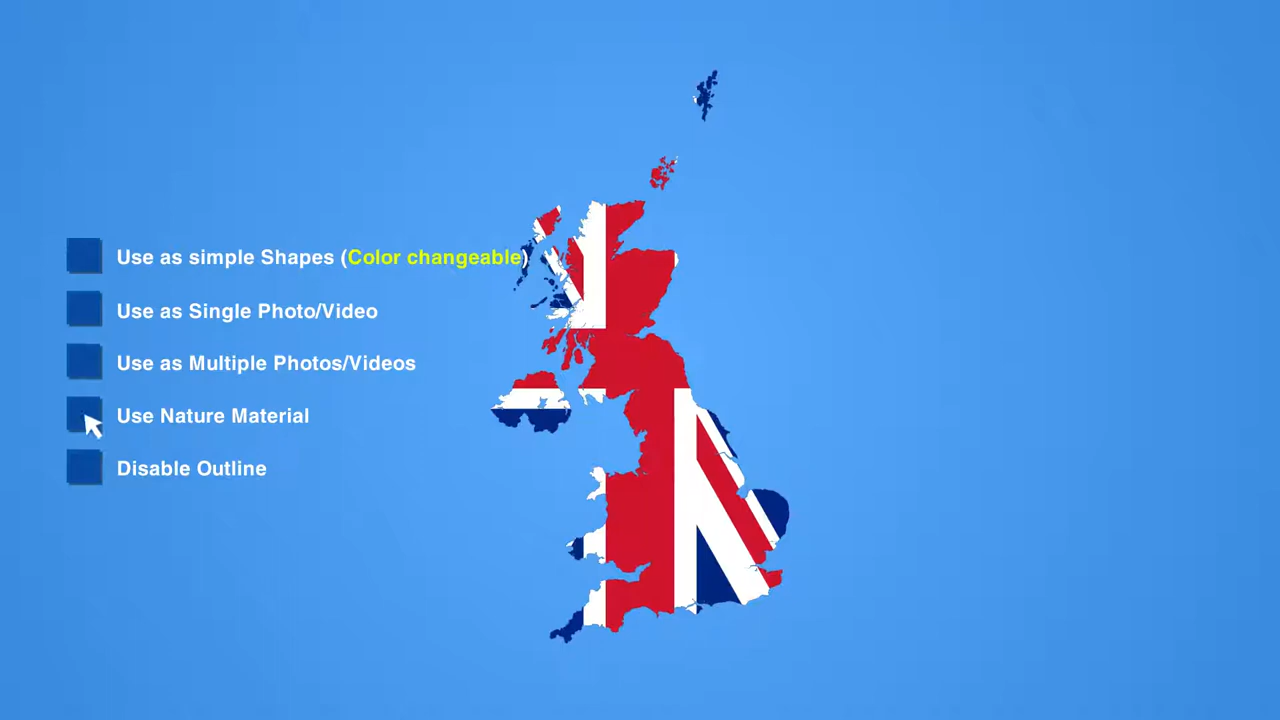 Use as simple Shapes (Color changeable)
Use as Single Photo/Video
Use as Multiple Photos/Videos
Use Nature Material
Disable Outline